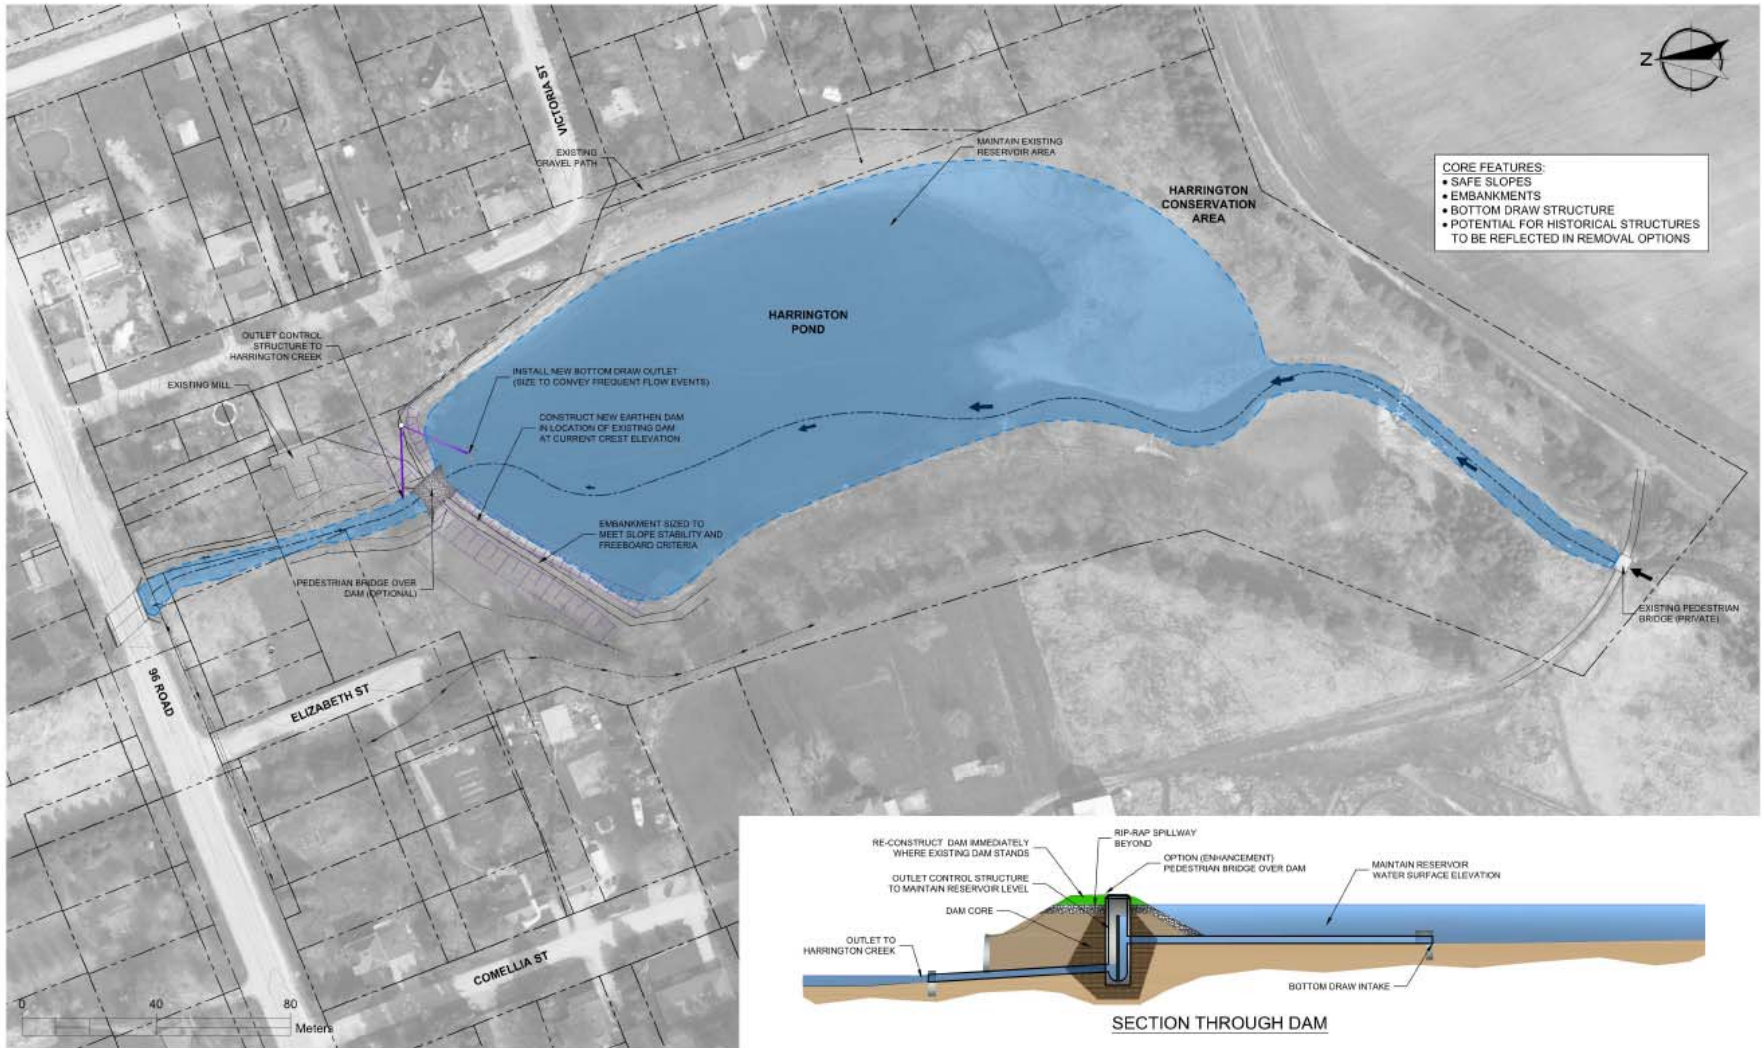 VICTORIA ST
EXISTING
GRAVEL PATH
MAINTAIN EXISTING
RESERVOIR AREA
HARRINGTON
CONSERVATION
AREA
Z
CORE FEATURES:
• SAFE SLOPES
• EMBANKMENTS
• BOTTOM DRAW STRUCTURE
• POTENTIAL FOR HISTORICAL STRUCTURES
TO BE REFLECTED IN REMOVAL OPTIONS
HARRINGTON
POND
OUTLET CONTROL
STRUCTURE TO
HARRINGTON CREEK
EXISTING MILL
INSTALL NEW BOTTOM DRAW OUTLET
(SIZE TO CONVEY FREQUENT FLOW EVENTS)
CONSTRUCT NEW EARTHEN DAM
IN LOCATION OF EXISTING DAM
AT CURRENT CREST ELEVATION
EMBANKMENT SIZED TO
MEET SLOPE STABILITY AND
FREEBOARD CRITERIA
PEDESTRIAN BRIDGE OVER
DAM (OPTIONAL)
EXISTING PEDESTRIAN
BRIDGE (PRIVATE)
96 ROAD
ELIZABETH ST
COMELLIA ST
0 40 80
Meters
RE-CONSTRUCT DAM IMMEDIATELY
WHERE EXISTING DAM STANDS
RIP-RAP SPILLWAY
BEYOND
OPTION (ENHANCEMENT)
PEDESTRIAN BRIDGE OVER DAM
OUTLET CONTROL STRUCTURE
TO MAINTAIN RESERVOIR LEVEL
MAINTAIN RESERVOIR
WATER SURFACE ELEVATION
DAM CORE
OUTLET TO
HARRINGTON CREEK
BOTTOM DRAW INTAKE
SECTION THROUGH DAM